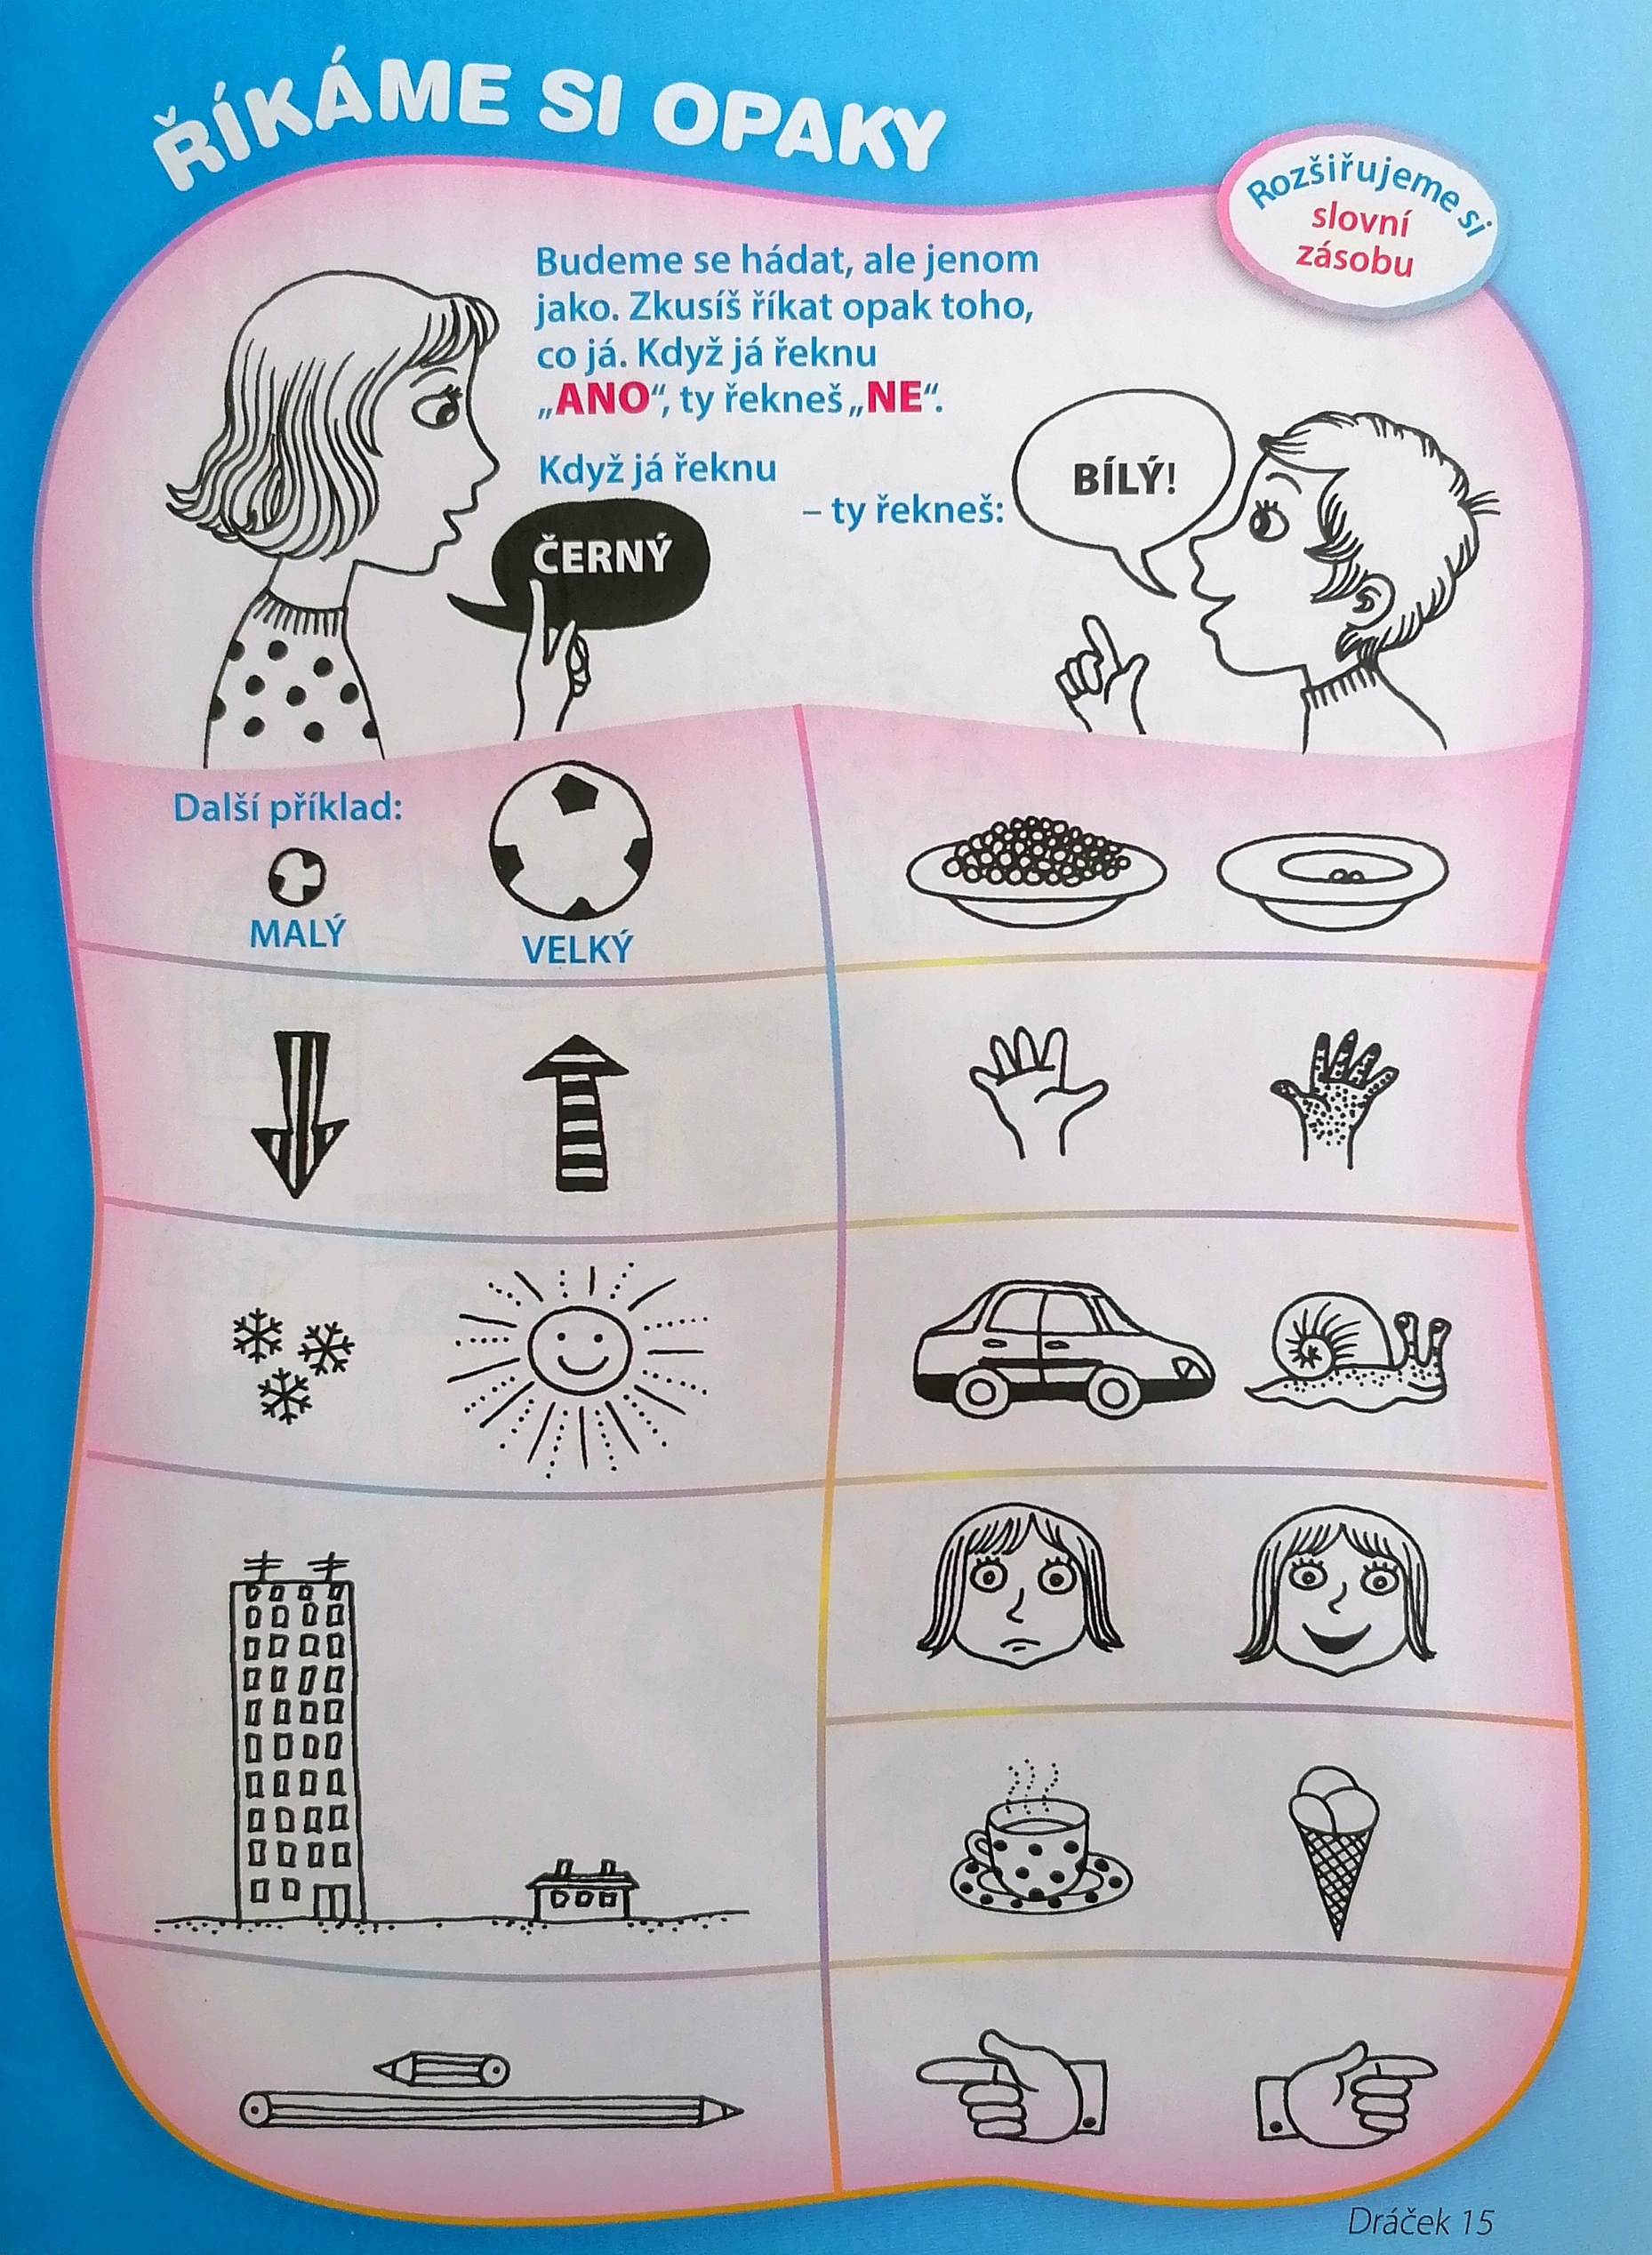 ŘÍKÁME SI OPAKY
Rozšiřujeme si
slovní
zásobu
Budeme se hádat, ale jenom
jako. Zkusíš říkat opak toho,
co já. Když já řeknu
„ANO“, ty řekneš „NE“.
Když já řeknu
ČERNÝ
– ty řekneš:
BÍLÝ!
Další příklad:
MALÝ
VELKÝ
Dráček 15